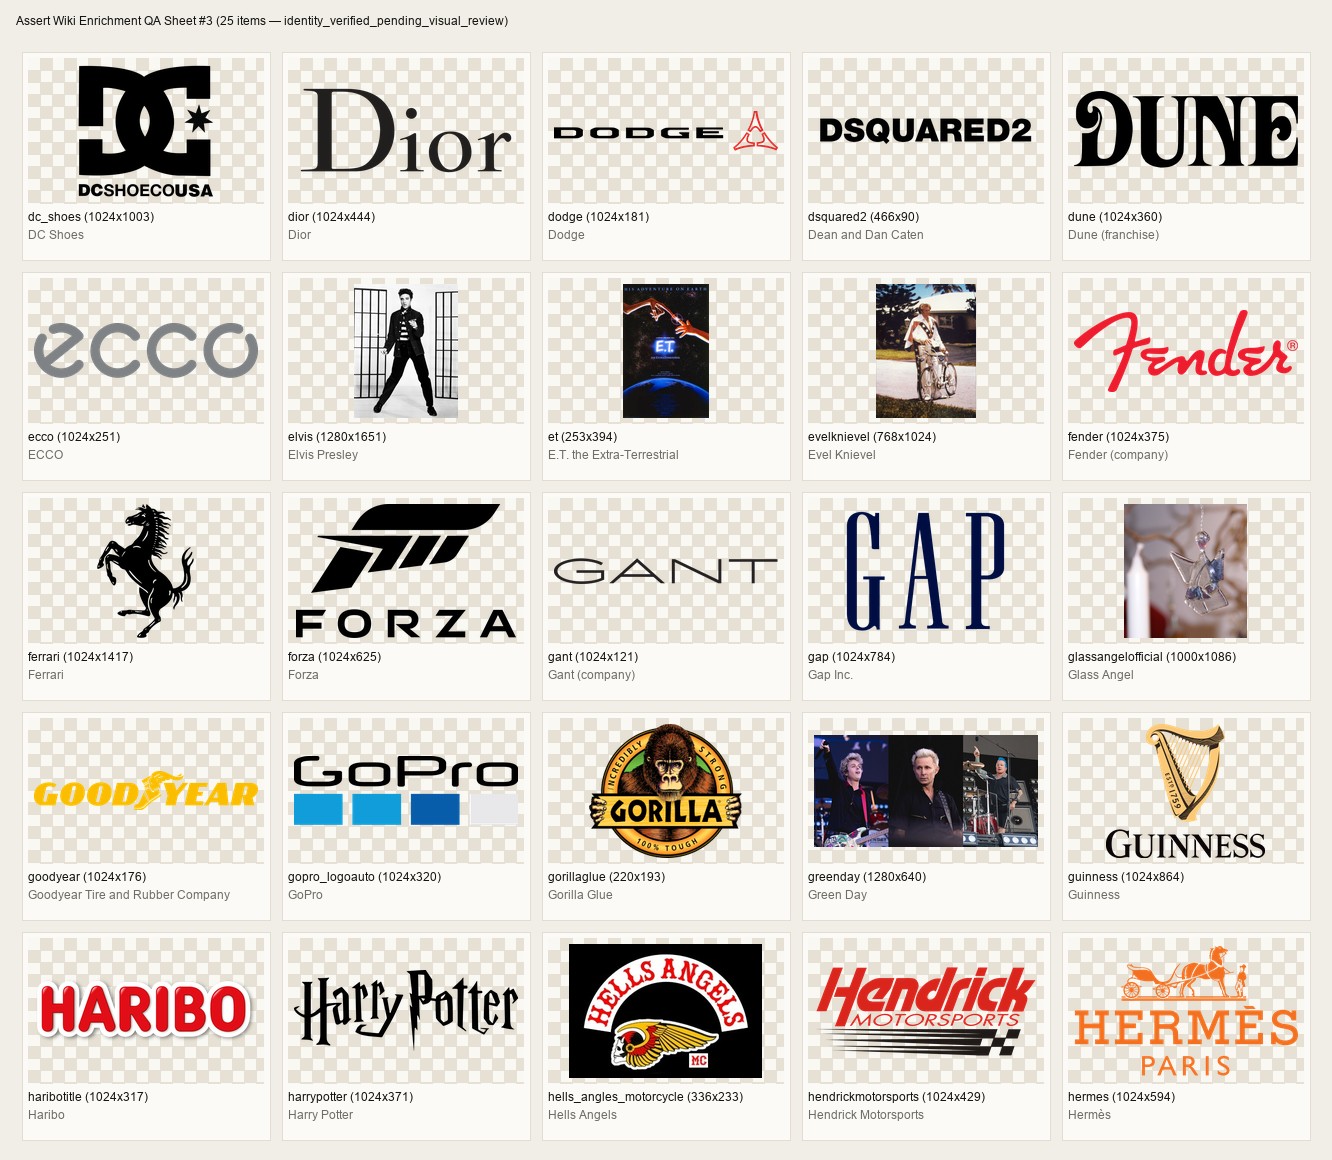 Assert Wiki Enrichment QA Sheet #3 (25 items — identity_verified_pending_visual_review)
DCSHOECOUSA
dc_shoes (1024x1003)
DC Shoes
Dior
dior (1024x444)
Dior
DODGE
dodge (1024x181)
Dodge
DSQUARED2
dsquared2 (466x90)
Dean and Dan Caten
DUNE
dune (1024x360)
Dune (franchise)
ecco
ecco (1024x251)
ECCO
elvis (1280x1651)
Elvis Presley
HIS ADVENTURE ON EARTH
E.T.
et (253x394)
E.T. the Extra-Terrestrial
evelknievel (768x1024)
Evel Knievel
Fender®
fender (1024x375)
Fender (company)
ferrari (1024x1417)
Ferrari
FORZA
forza (1024x625)
Forza
GANT
gant (1024x121)
Gant (company)
GAP
gap (1024x784)
Gap Inc.
glassangelofficial (1000x1086)
Glass Angel
GOODYEAR
goodyear (1024x176)
Goodyear Tire and Rubber Company
GoPro
gopro_logoauto (1024x320)
GoPro
INCREDIBLY STRONG
GORILLA
100% TOUGH
gorillaglue (220x193)
Gorilla Glue
greenday (1280x640)
Green Day
ESTD 1759
GUINNESS
guinness (1024x864)
Guinness
HARIBO
haribotitle (1024x317)
Haribo
Harry Potter
harrypotter (1024x371)
Harry Potter
HELLS ANGELS
MC
hells_angles_motorcycle (336x233)
Hells Angels
Hendrick
MOTORSPORTS
hendrickmotorsports (1024x429)
Hendrick Motorsports
HERMÈS
PARIS
hermes (1024x594)
Hermès